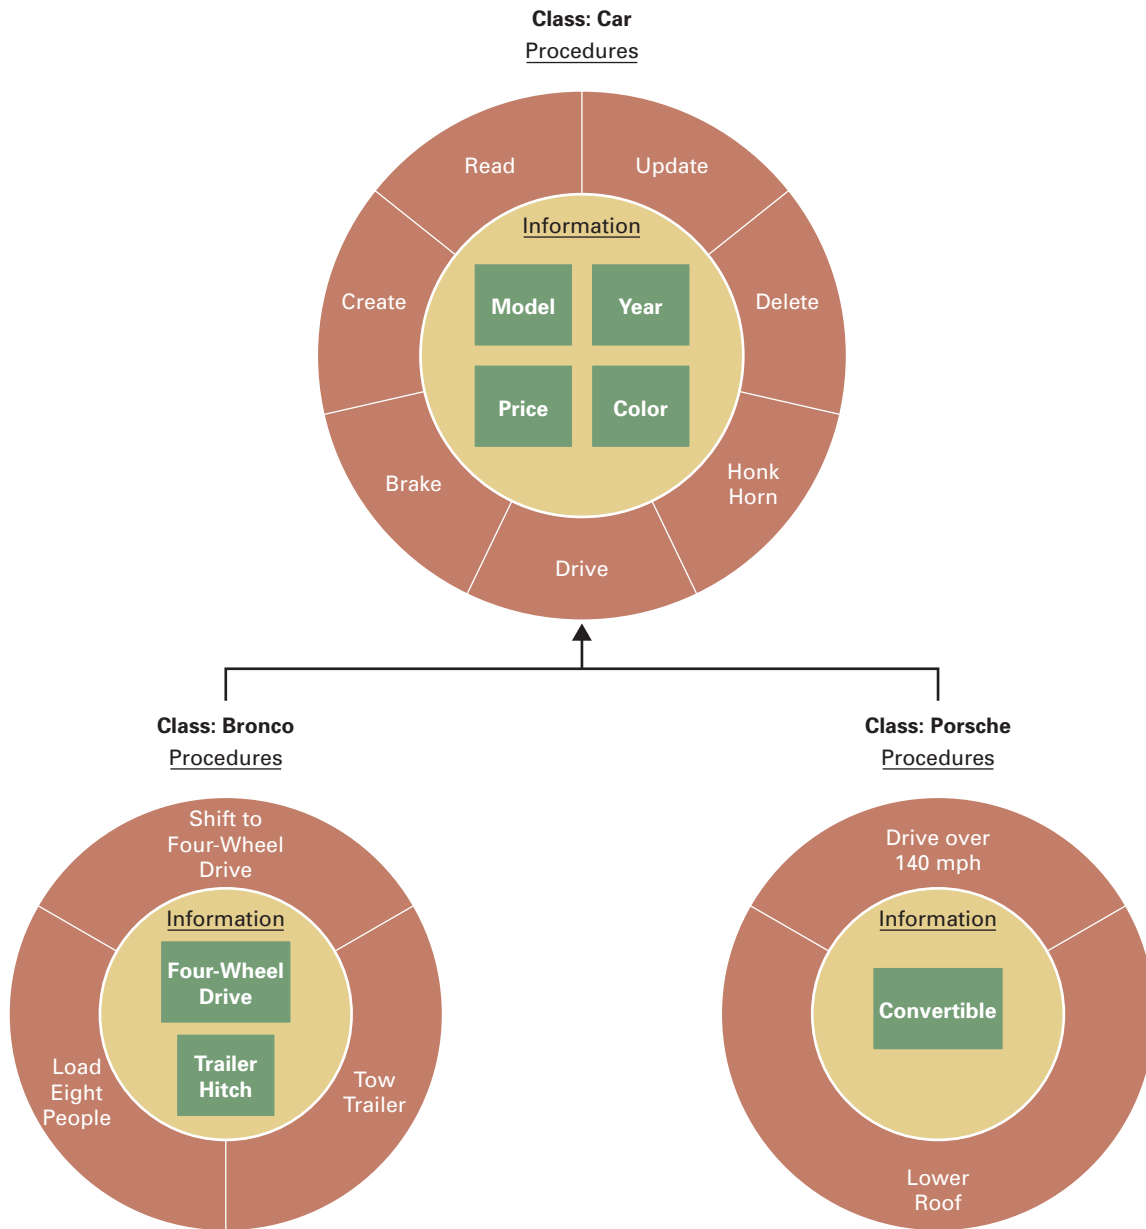 Class: Car
Procedures
Read
Update
Create
Delete
Brake
Honk
Horn
Drive
Information
Model
Year
Price
Color
Class: Bronco
Procedures
Shift to
Four-Wheel
Drive
Load
Eight
People
Tow
Trailer
Information
Four-Wheel
Drive
Trailer
Hitch
Class: Porsche
Procedures
Drive over
140 mph
Information
Convertible
Lower
Roof